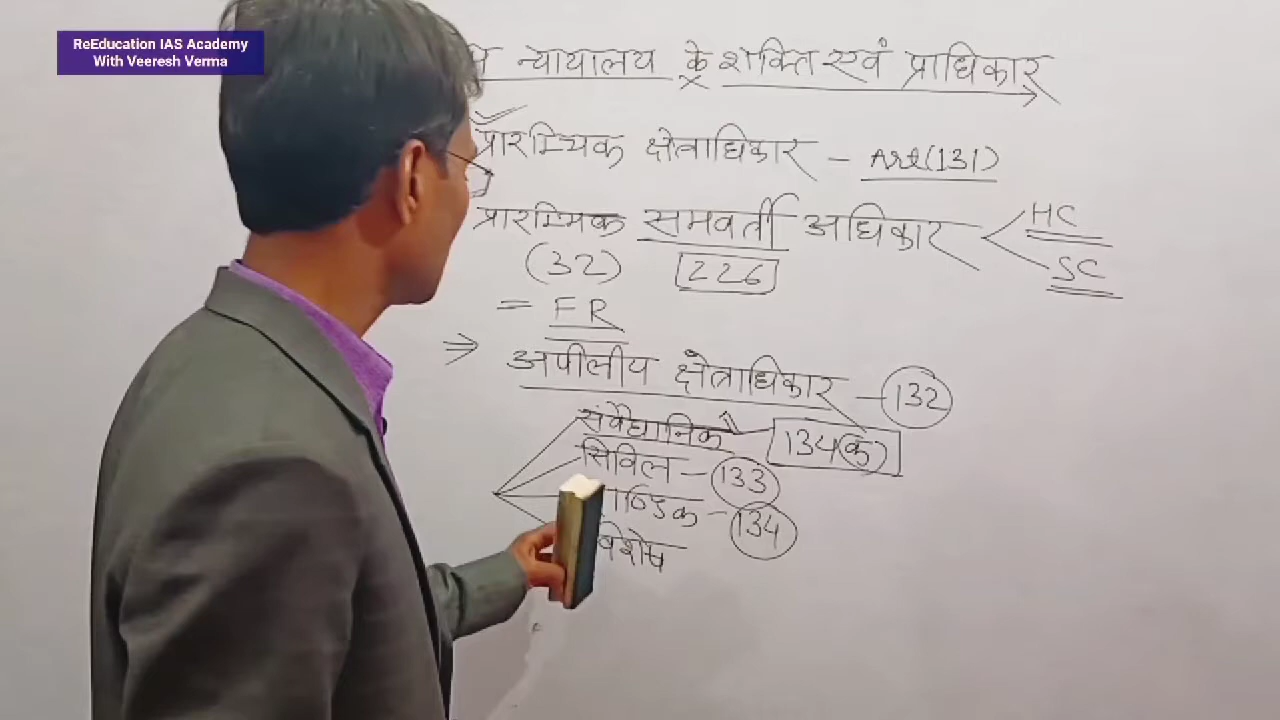 ReEducation IAS Academy
With Veeresh Verma
न्यायालय के शक्ति एवं प्राधिकार
प्रारम्भिक क्षेत्राधिकार - Art(131)
प्रारम्भिक समवर्ती अधिकार HC
SC
(32) 226
= FR
⇒ अपीलीय क्षेत्राधिकार - 132
संवैधानिक 134(क)
सिविल - 133
ाण्डिक - 134
विशेष